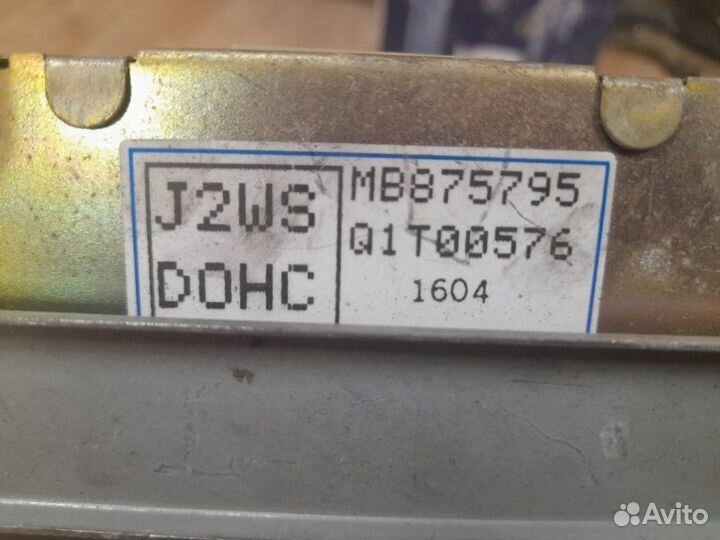 J2WS
DOHC
MB875795
Q1T00576
1604
Avito